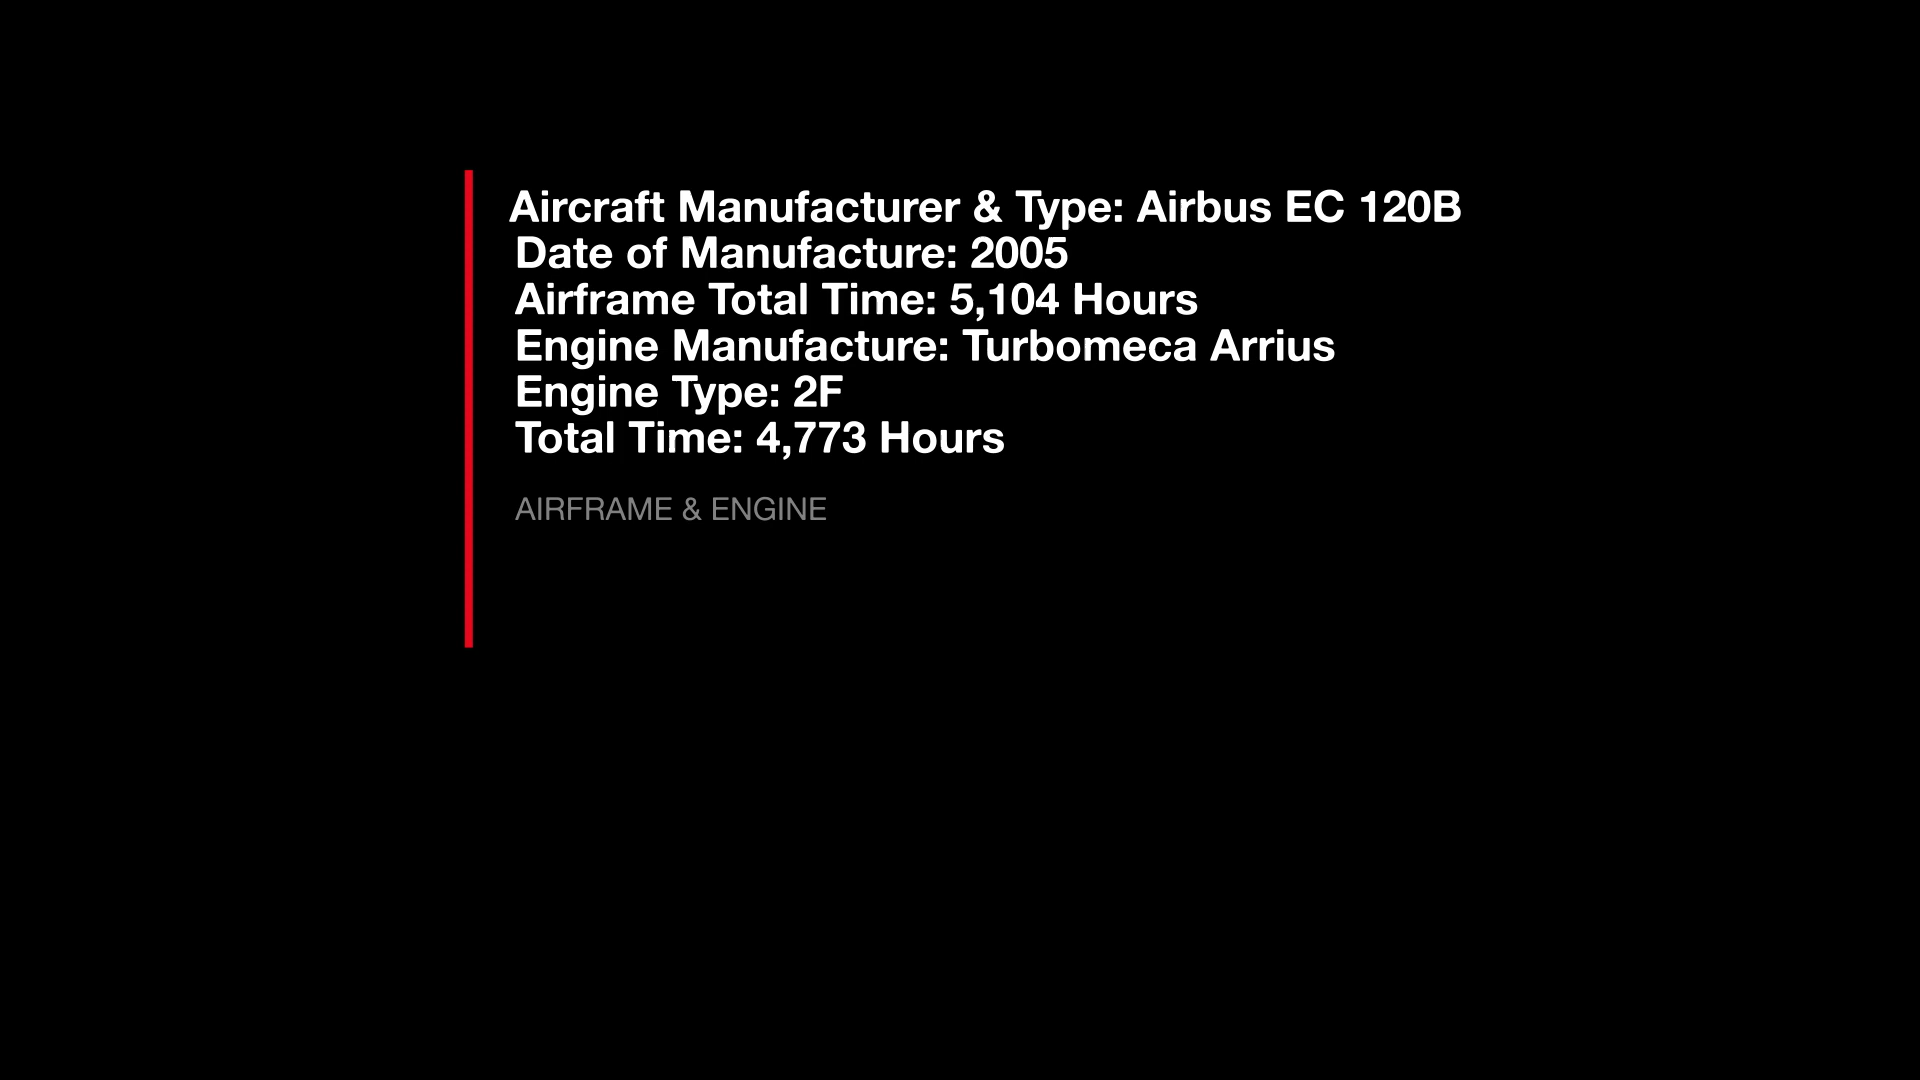 Aircraft Manufacturer & Type: Airbus EC 120B
Date of Manufacture: 2005
Airframe Total Time: 5,104 Hours
Engine Manufacture: Turbomeca Arrius
Engine Type: 2F
Total Time: 4,773 Hours
AIRFRAME & ENGINE